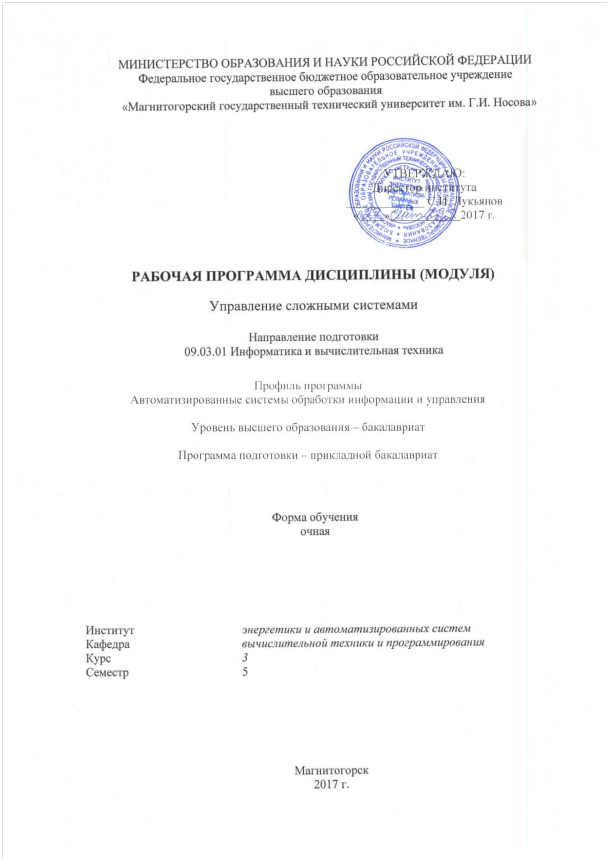 МИНИСТЕРСТВО ОБРАЗОВАНИЯ И НАУКИ РОССИЙСКОЙ ФЕДЕРАЦИИ
Федеральное государственное бюджетное образовательное учреждение
высшего образования
«Магнитогорский государственный технический университет им. Г.И. Носова»
УТВЕРЖДАЮ:
Директор института
С.И. Лукьянов
2017 г.
РАБОЧАЯ ПРОГРАММА ДИСЦИПЛИНЫ (МОДУЛЯ)
Управление сложными системами
Направление подготовки
09.03.01 Информатика и вычислительная техника
Профиль программы
Автоматизированные системы обработки информации и управления
Уровень высшего образования – бакалавриат
Программа подготовки – прикладной бакалавриат
Форма обучения
очная
Институт энергетики и автоматизированных систем
Кафедра вычислительной техники и программирования
Курс 3
Семестр 5
Магнитогорск
2017 г.